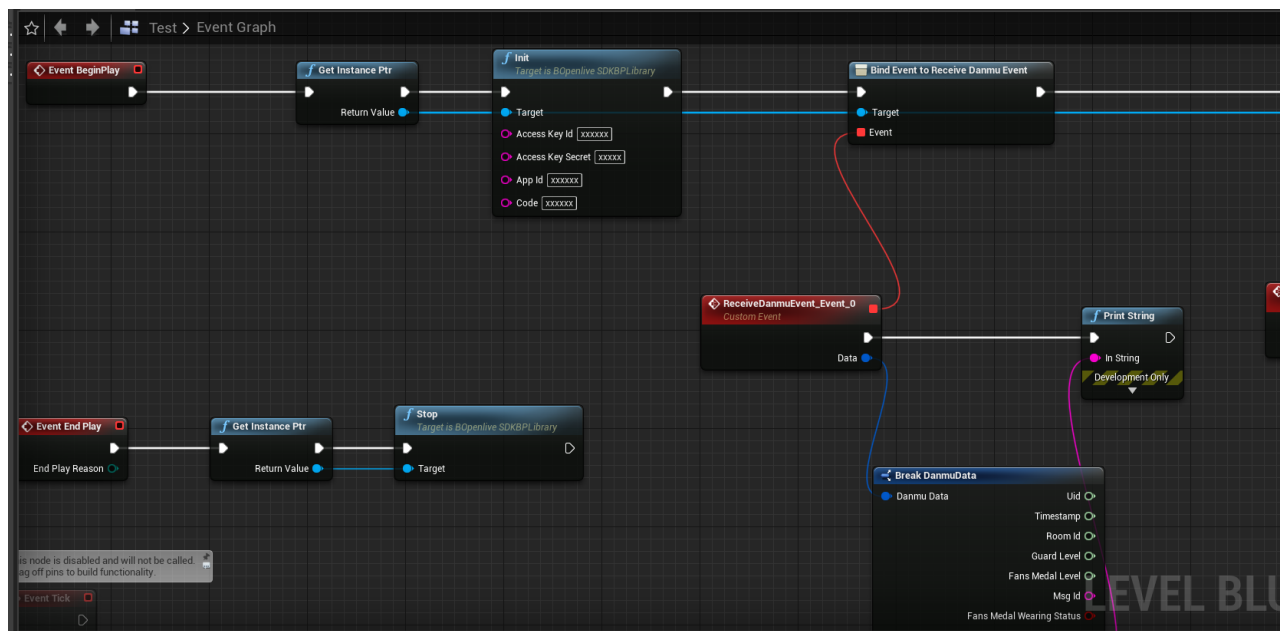 Test > Event Graph
Event BeginPlay
Get Instance Ptr
Return Value
Init
Target is BOpenlive SDKBPLibrary
Target
Access Key Id xxxxxx
Access Key Secret xxxxx
App Id xxxxxx
Code xxxxxx
Bind Event to Receive Danmu Event
Target
Event
ReceiveDanmuEvent_Event_0
Custom Event
Data
Print String
In String
Development Only
Event End Play
End Play Reason
Get Instance Ptr
Return Value
Stop
Target is BOpenlive SDKBPLibrary
Target
Break DanmuData
Danmu Data
Uid
Timestamp
Room Id
Guard Level
Fans Medal Level
Msg Id
Fans Medal Wearing Status
is node is disabled and will not be called.
ag off pins to build functionality.
Event Tick
LEVEL BLU